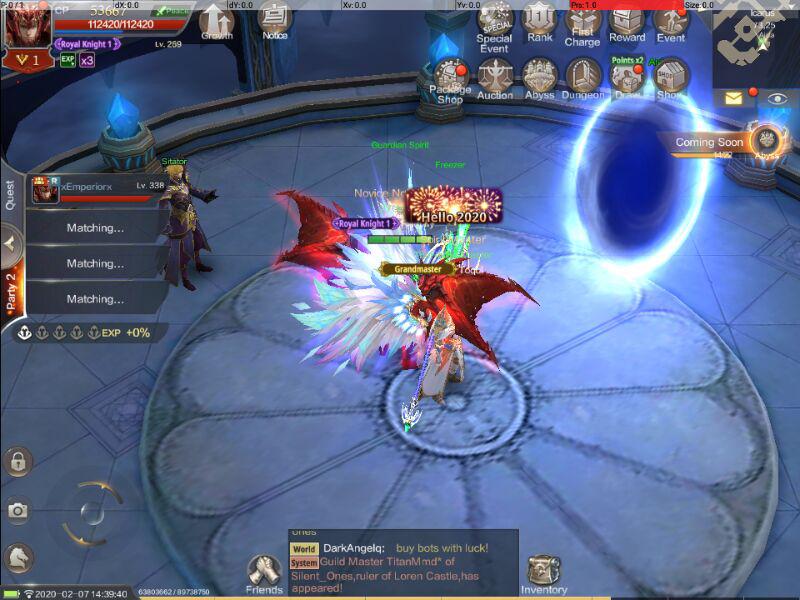 P:0/1
dX:0.0
dY:0.0
Xv: 0.0
Yv: 0.0
Prs: 1.0
Size:0.0
CP 53667
Peace
112420/112420
Royal Knight 1
Lv. 259
V 1
EXP x3
Growth
Notice
SPECIAL
Special Event
Rank
First Charge
Reward
Event
Icarus
Package Shop
Auction
Abyss
Dungeon
Points x2
Shop
Coming Soon
Abyss
Sitator
Guardian Spirit
Freezer
Quest
xEmperiorx Lv. 338
Matching...
Matching...
Matching...
Party 2
EXP +0%
Hello 2020
Royal Knight 1
Grandmaster
World DarkAngelq: buy bots with luck!
System Guild Master TitanMmd* of
Silent_Ones,ruler of Loren Castle,has
appeared!
Friends
Inventory
2020-02-07 14:39:40
63803662 / 89738750